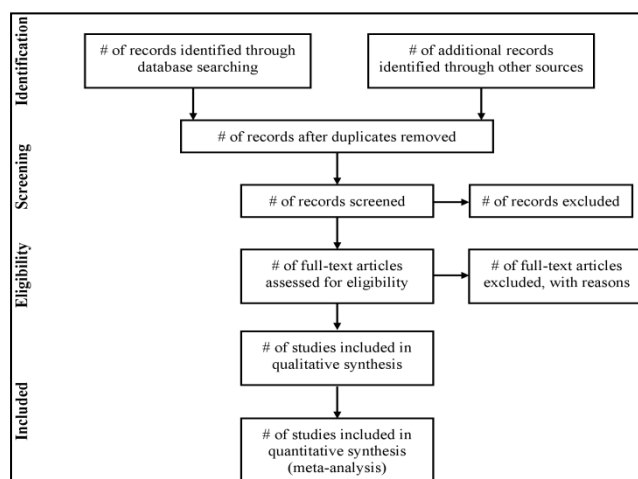 Identification
# of records identified through
database searching
# of additional records
identified through other sources
# of records after duplicates removed
Screening
# of records screened
# of records excluded
Eligibility
# of full-text articles
assessed for eligibility
# of full-text articles
excluded, with reasons
# of studies included in
qualitative synthesis
Included
# of studies included in
quantitative synthesis
(meta-analysis)